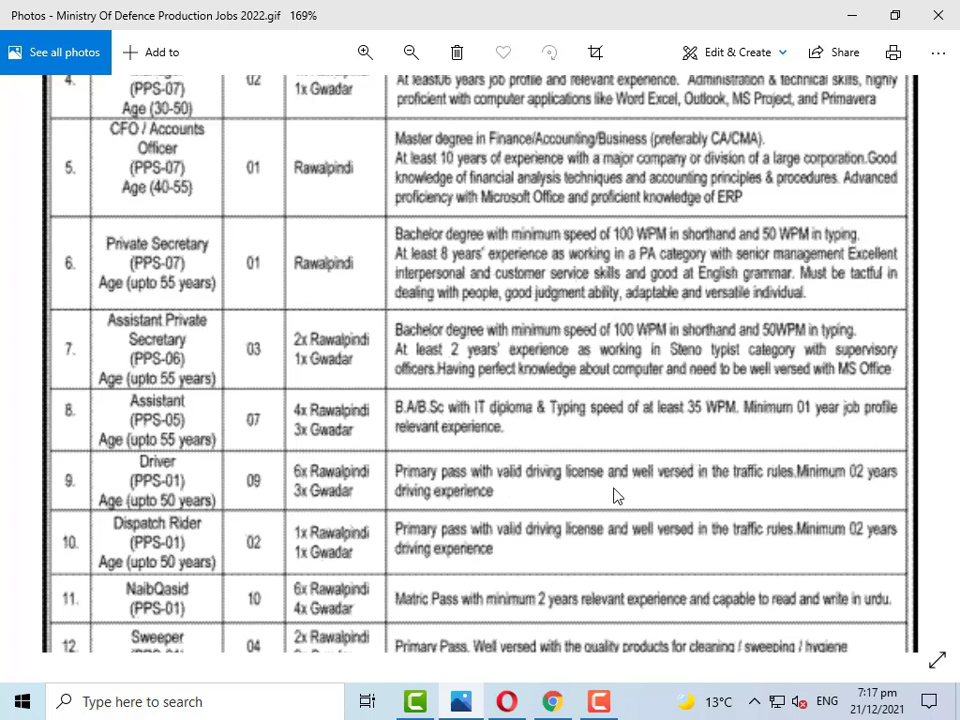 Photos - Ministry Of Defence Production Jobs 2022.gif  169%
See all photos
Add to
Edit & Create
Share
4.
(PPS-07)
Age (30-50)
02
1x Gwadar
At least06 years job profile and relevant experience. Administration & technical skills, highly
proficient with computer applications like Word Excel, Outlook, MS Project, and Primavera
5.
CFO / Accounts
Officer
(PPS-07)
Age (40-55)
01
Rawalpindi
Master degree in Finance/Accounting/Business (preferably CA/CMA).
At least 10 years of experience with a major company or division of a large corporation.Good
knowledge of financial analysis techniques and accounting principles & procedures. Advanced
proficiency with Microsoft Office and proficient knowledge of ERP
6.
Private Secretary
(PPS-07)
Age (upto 55 years)
01
Rawalpindi
Bachelor degree with minimum speed of 100 WPM in shorthand and 50 WPM in typing.
At least 8 years' experience as working in a PA category with senior management Excellent
interpersonal and customer service skills and good at English grammar. Must be tactful in
dealing with people, good judgment ability, adaptable and versatile individual.
7.
Assistant Private
Secretary
(PPS-06)
Age (upto 55 years)
03
2x Rawalpindi
1x Gwadar
Bachelor degree with minimum speed of 100 WPM in shorthand and 50WPM in typing.
At least 2 years' experience as working in Steno typist category with supervisory
officers.Having perfect knowledge about computer and need to be well versed with MS Office
8.
Assistant
(PPS-05)
Age (upto 55 years)
07
4x Rawalpindi
3x Gwadar
B.A/B.Sc with IT diploma & Typing speed of at least 35 WPM. Minimum 01 year job profile
relevant experience.
9.
Driver
(PPS-01)
Age (upto 50 years)
09
6x Rawalpindi
3x Gwadar
Primary pass with valid driving license and well versed in the traffic rules.Minimum 02 years
driving experience
10.
Dispatch Rider
(PPS-01)
Age (upto 50 years)
02
1x Rawalpindi
1x Gwadar
Primary pass with valid driving license and well versed in the traffic rules.Minimum 02 years
driving experience
11.
NaibQasid
(PPS-01)
10
6x Rawalpindi
4x Gwadar
Matric Pass with minimum 2 years relevant experience and capable to read and write in urdu.
12.
Sweeper
04
2x Rawalpindi
Primary Pass. Well versed with the quality products for cleaning / sweeping / hygiene
Type here to search
13°C
ENG
7:17 pm
21/12/2021